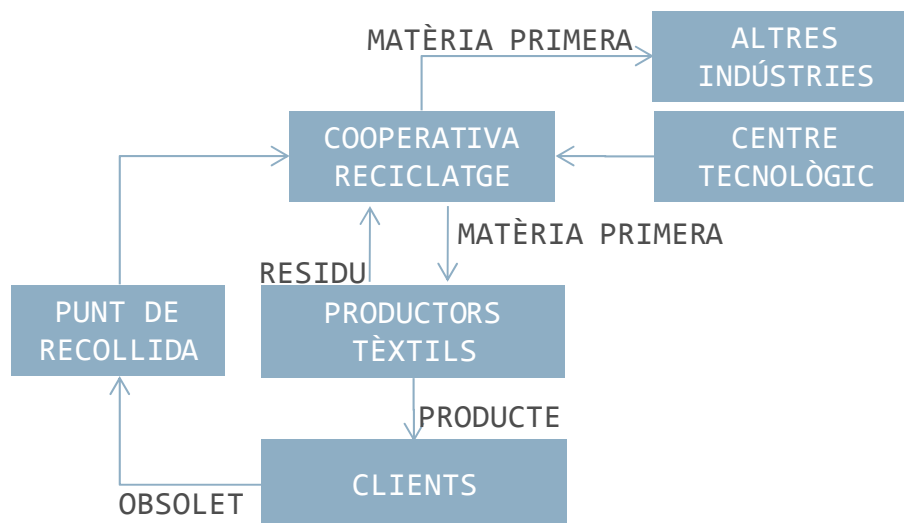 MATÈRIA PRIMERA
ALTRES
INDÚSTRIES
COOPERATIVA
RECICLATGE
CENTRE
TECNOLÒGIC
MATÈRIA PRIMERA
RESIDU
PUNT DE
RECOLLIDA
PRODUCTORS
TÈXTILS
PRODUCTE
CLIENTS
OBSOLET